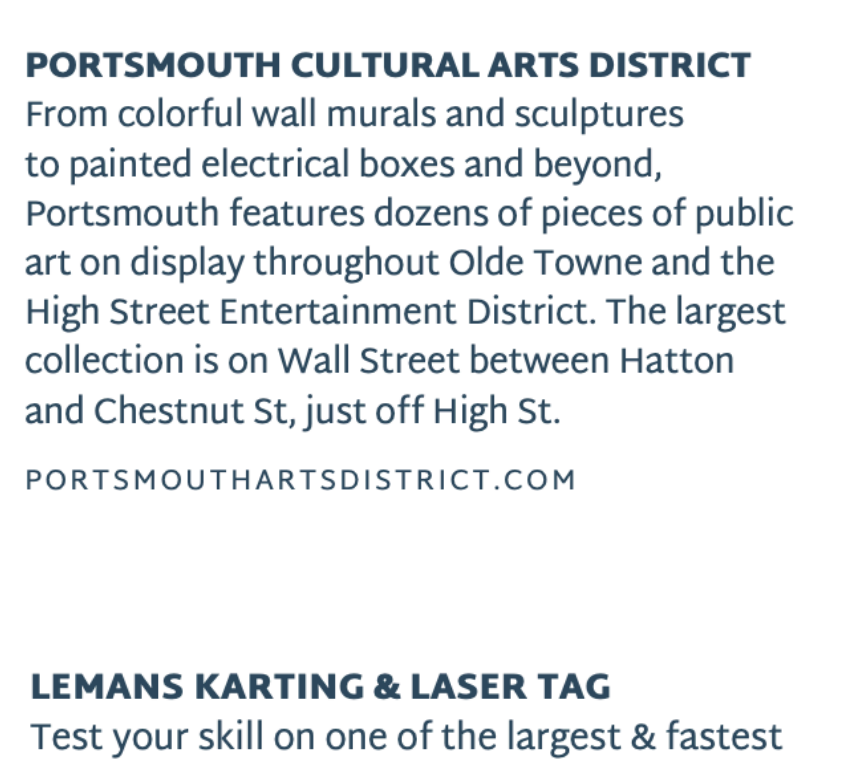 PORTSMOUTH CULTURAL ARTS DISTRICT
From colorful wall murals and sculptures
to painted electrical boxes and beyond,
Portsmouth features dozens of pieces of public
art on display throughout Olde Towne and the
High Street Entertainment District. The largest
collection is on Wall Street between Hatton
and Chestnut St, just off High St.
PORTSMOUTHARTSDISTRICT.COM
LEMANS KARTING & LASER TAG
Test your skill on one of the largest & fastest